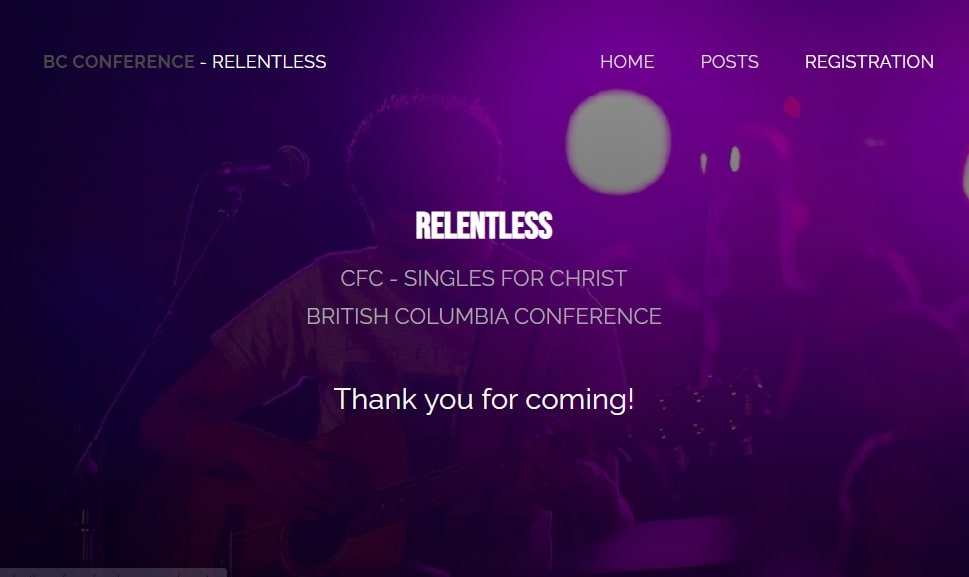 BC CONFERENCE - RELENTLESS
HOME POSTS REGISTRATION
RELENTLESS
CFC - SINGLES FOR CHRIST
BRITISH COLUMBIA CONFERENCE
Thank you for coming!